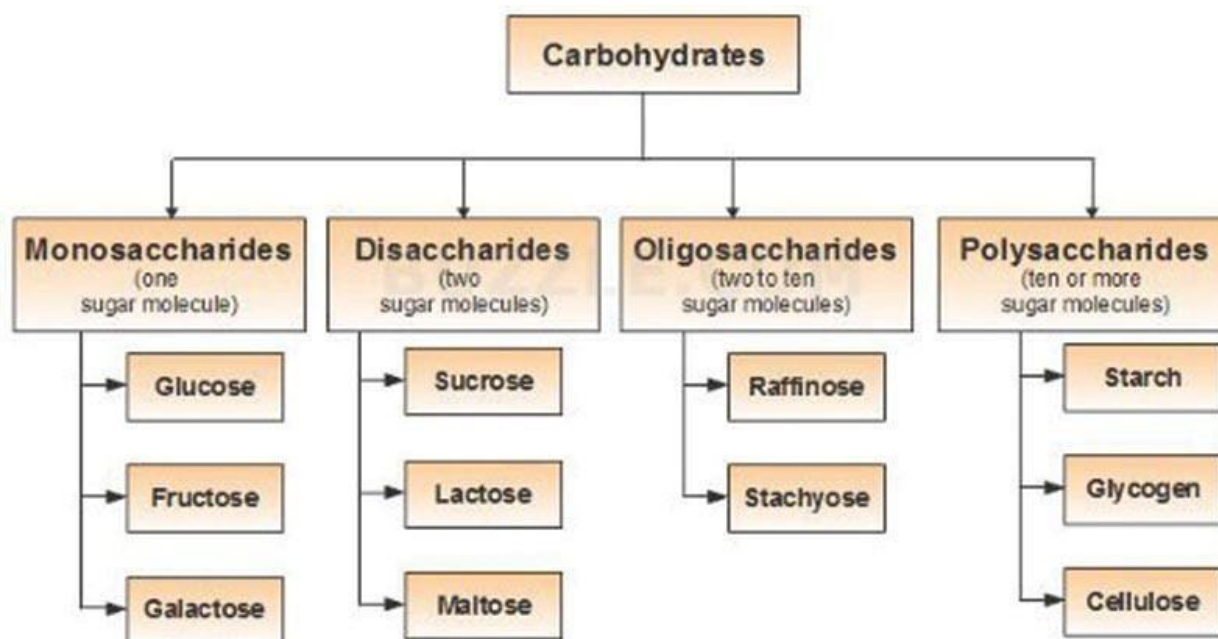 Carbohydrates
Monosaccharides
(one
sugar molecule)
Disaccharides
(two
sugar molecules)
Oligosaccharides
(two to ten
sugar molecules)
Polysaccharides
(ten or more
sugar molecules)
Glucose
Fructose
Galactose
Sucrose
Lactose
Maltose
Raffinose
Stachyose
Starch
Glycogen
Cellulose